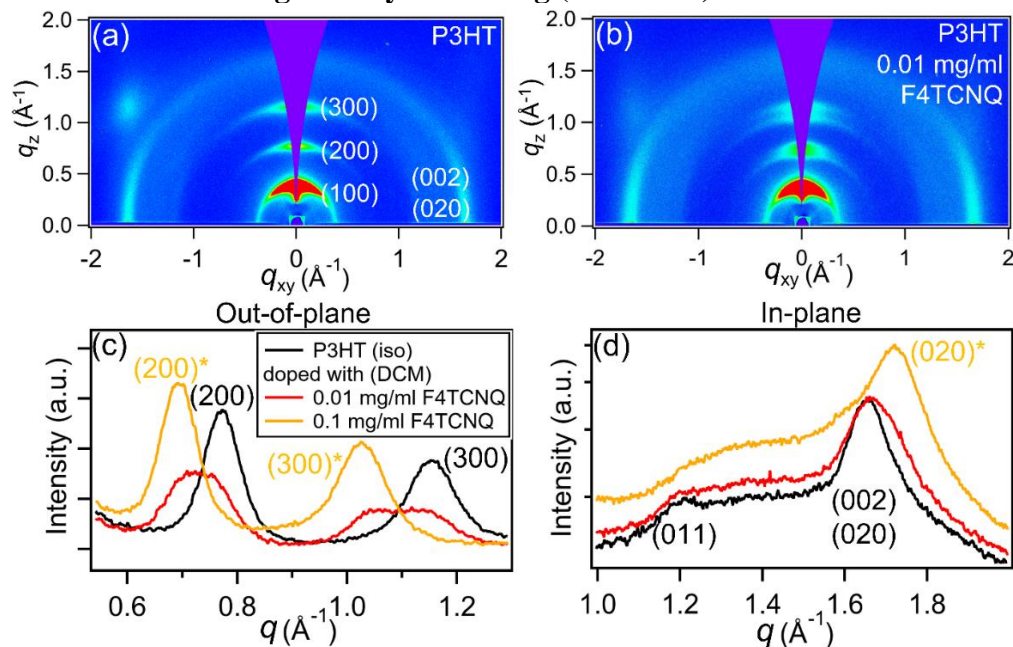 (a) P3HT
(300)
(200)
(100)
(002)
(020)
2.0
1.5
1.0
0.5
0.0
qz (Å-1)
-2 -1 0 1 2
qxy (Å-1)
(b) P3HT
0.01 mg/ml
F4TCNQ
2.0
1.5
1.0
0.5
0.0
qz (Å-1)
-2 -1 0 1 2
qxy (Å-1)
Out-of-plane
(c)
(200)*
(200)
P3HT (iso)
doped with (DCM)
0.01 mg/ml F4TCNQ
0.1 mg/ml F4TCNQ
(300)*
(300)
Intensity (a.u.)
0.6 0.8 1.0 1.2
q (Å-1)
In-plane
(d)
(020)*
(011)
(002)
(020)
Intensity (a.u.)
1.0 1.2 1.4 1.6 1.8
q (Å-1)